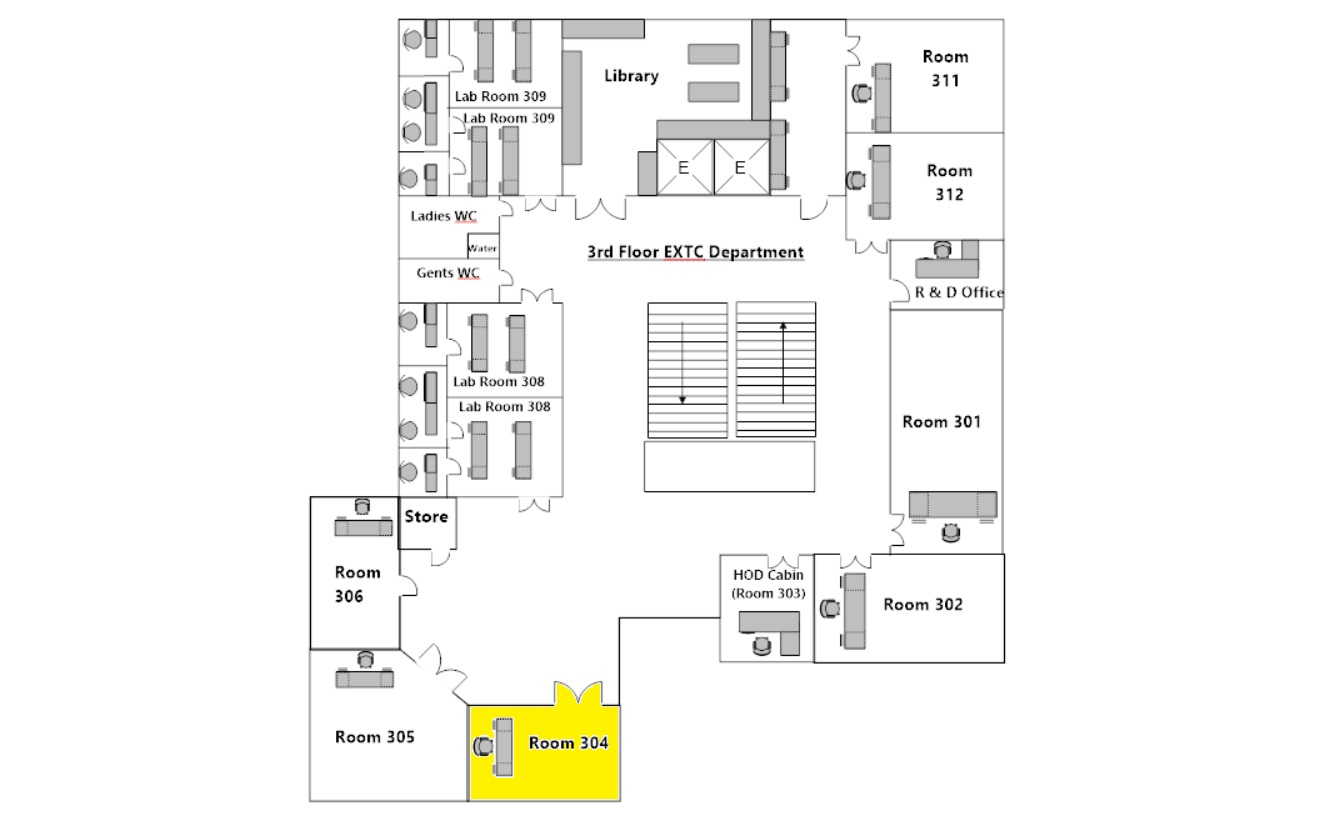 Library
Room
311
Lab Room 309
Lab Room 309
E
E
Room
312
Ladies WC
Water
Gents WC
3rd Floor EXTC Department
R & D Office
Lab Room 308
Lab Room 308
Room 301
Store
Room
306
HOD Cabin
(Room 303)
Room 302
Room 305
Room 304